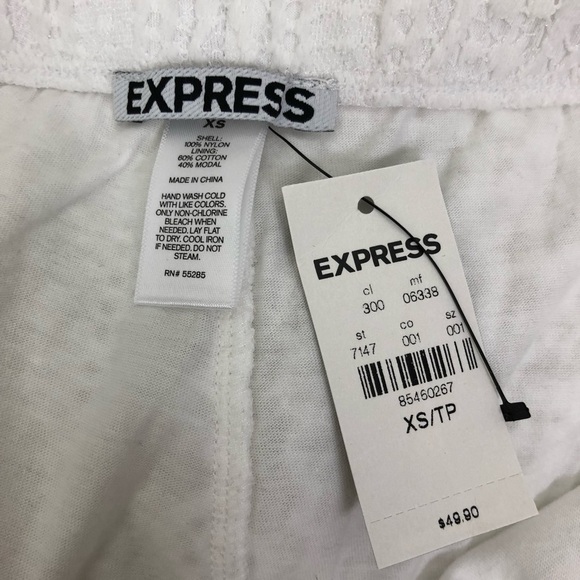 EXPRESS
XS
SHELL:
100% NYLON
LINING:
60% COTTON
40% MODAL
MADE IN CHINA
HAND WASH COLD
WITH LIKE COLORS.
ONLY NON-CHLORINE
BLEACH WHEN
NEEDED. LAY FLAT
TO DRY. COOL IRON
IF NEEDED. DO NOT
STEAM.
RN# 55285
EXPRESS
cl mf
300 06338
st co sz
7147 001 001
85460267
XS/TP
$49.90